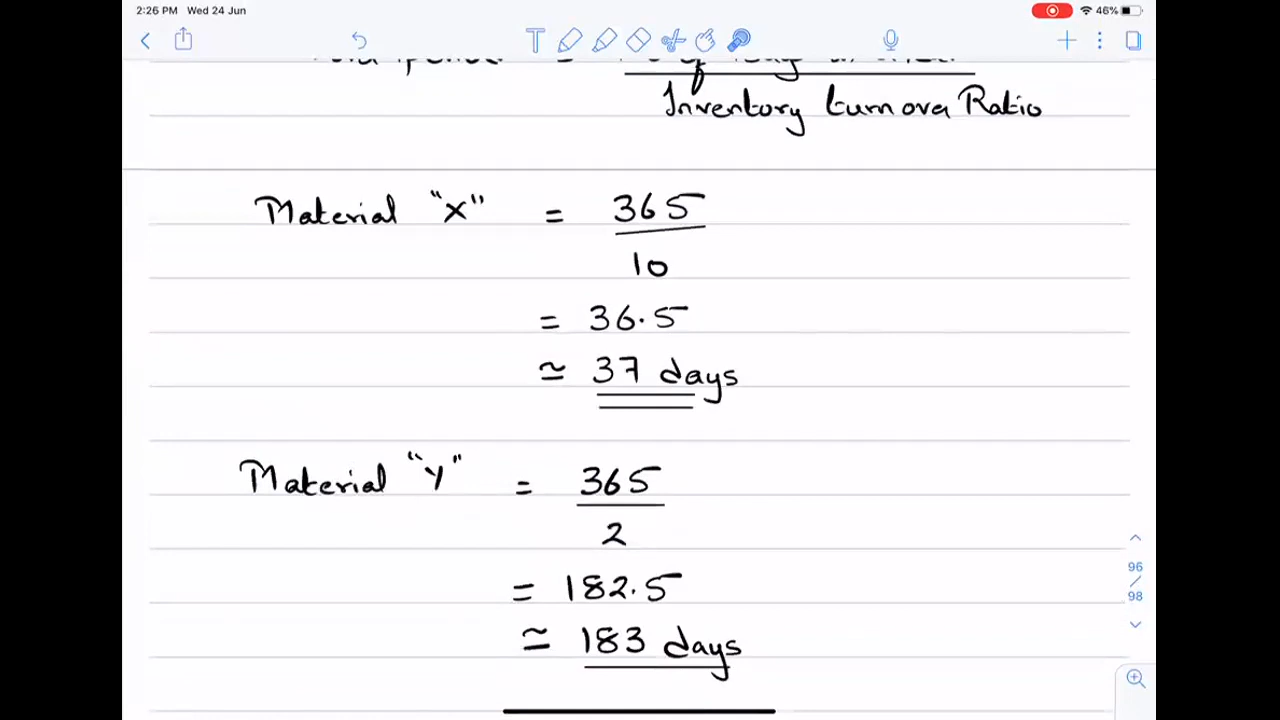 2:26 PM Wed 24 Jun
46%
T
=
Inventory turnover Ratio
Material "X" = 365
10
= 36.5
≃ 37 days
Material "Y" = 365
2
= 182.5
≃ 183 days
96
/
98